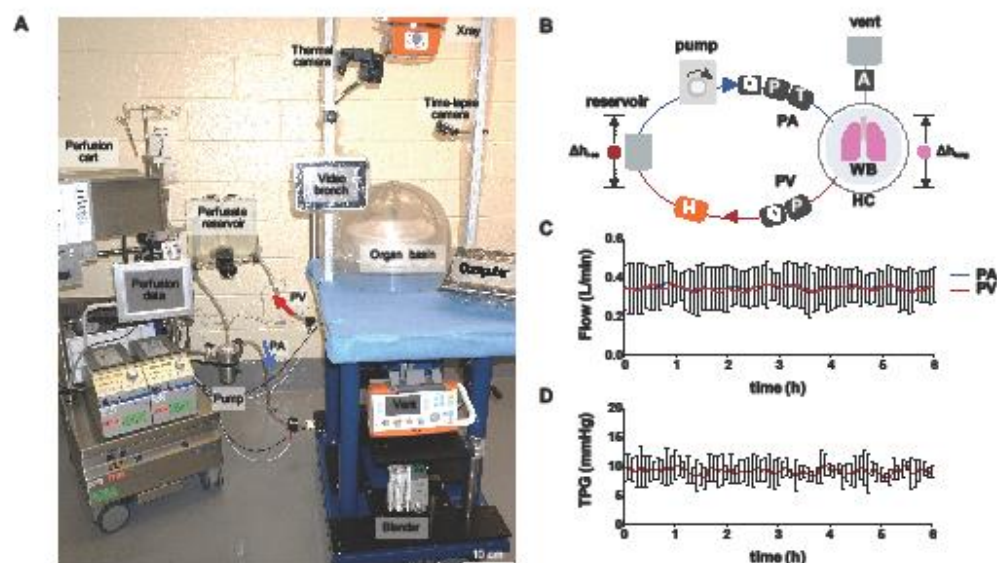 A
Xray
Thermal
camera
Time-lapse
camera
Perfusion
cart
Video
bronch
Perfusate
reservoir
Organ basin
Computer
Perfusion
data
PV
PA
Pump
Vent
Blender
10 cm
B
vent
pump
A
P T
reservoir
PA
WB
PV
HC
H
P
C
Flow (L/min)
0.6
0.4
0.2
0.0
0 1 2 3 4 5 6
time (h)
PA
PV
D
TPG (mmHg)
20
15
10
5
0
0 1 2 3 4 5 6
time (h)